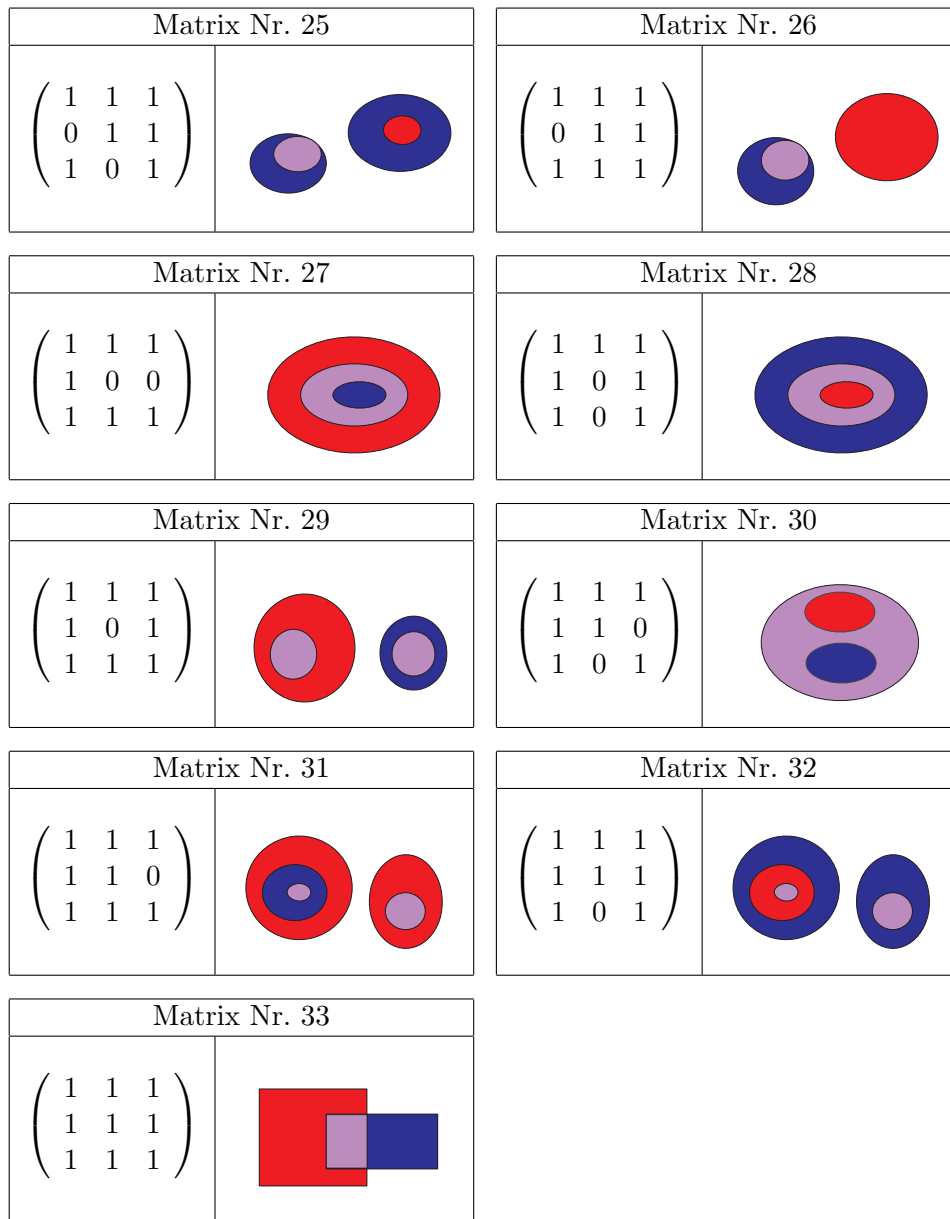 Matrix Nr. 25
1 1 1
0 1 1
1 0 1
Matrix Nr. 26
1 1 1
0 1 1
1 1 1
Matrix Nr. 27
1 1 1
1 0 0
1 1 1
Matrix Nr. 28
1 1 1
1 0 1
1 0 1
Matrix Nr. 29
1 1 1
1 0 1
1 1 1
Matrix Nr. 30
1 1 1
1 1 0
1 0 1
Matrix Nr. 31
1 1 1
1 1 0
1 1 1
Matrix Nr. 32
1 1 1
1 1 1
1 0 1
Matrix Nr. 33
1 1 1
1 1 1
1 1 1